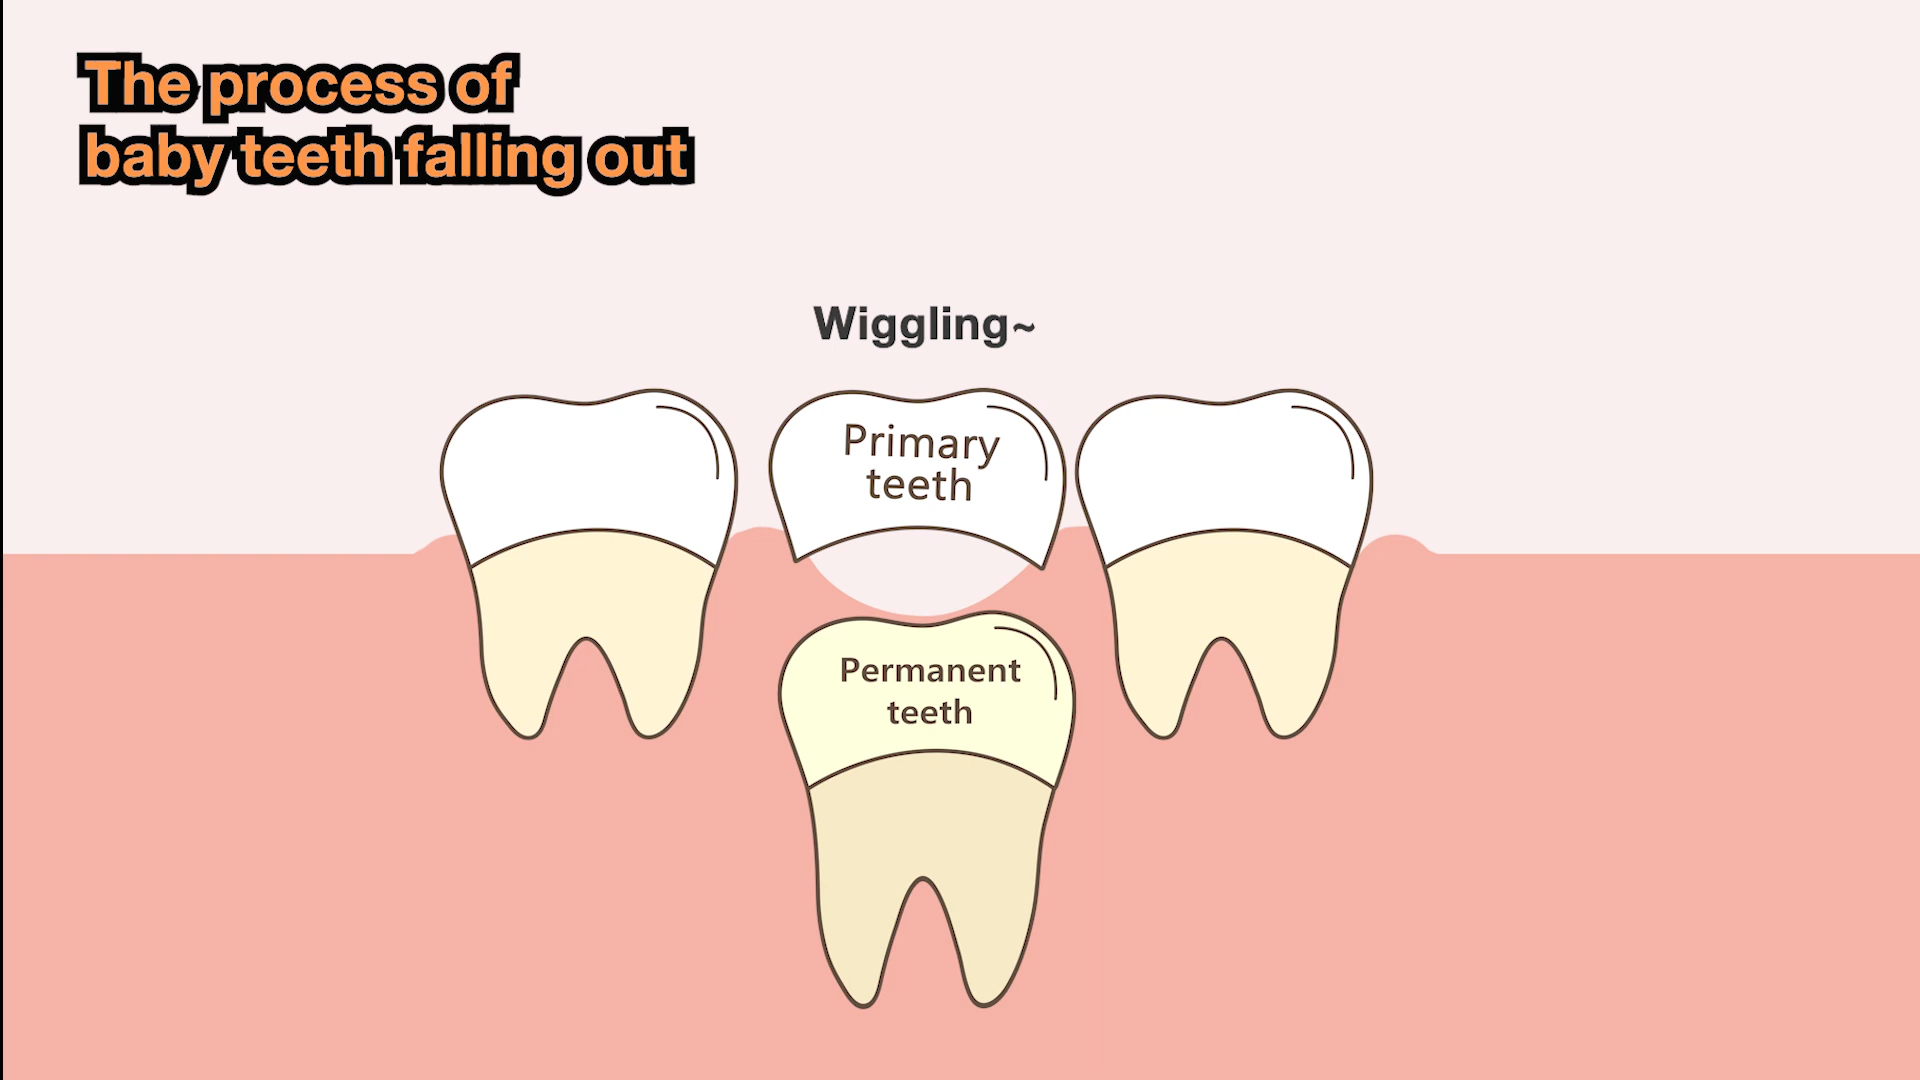 The process of
baby teeth falling out
Wiggling~
Primary
teeth
Permanent
teeth